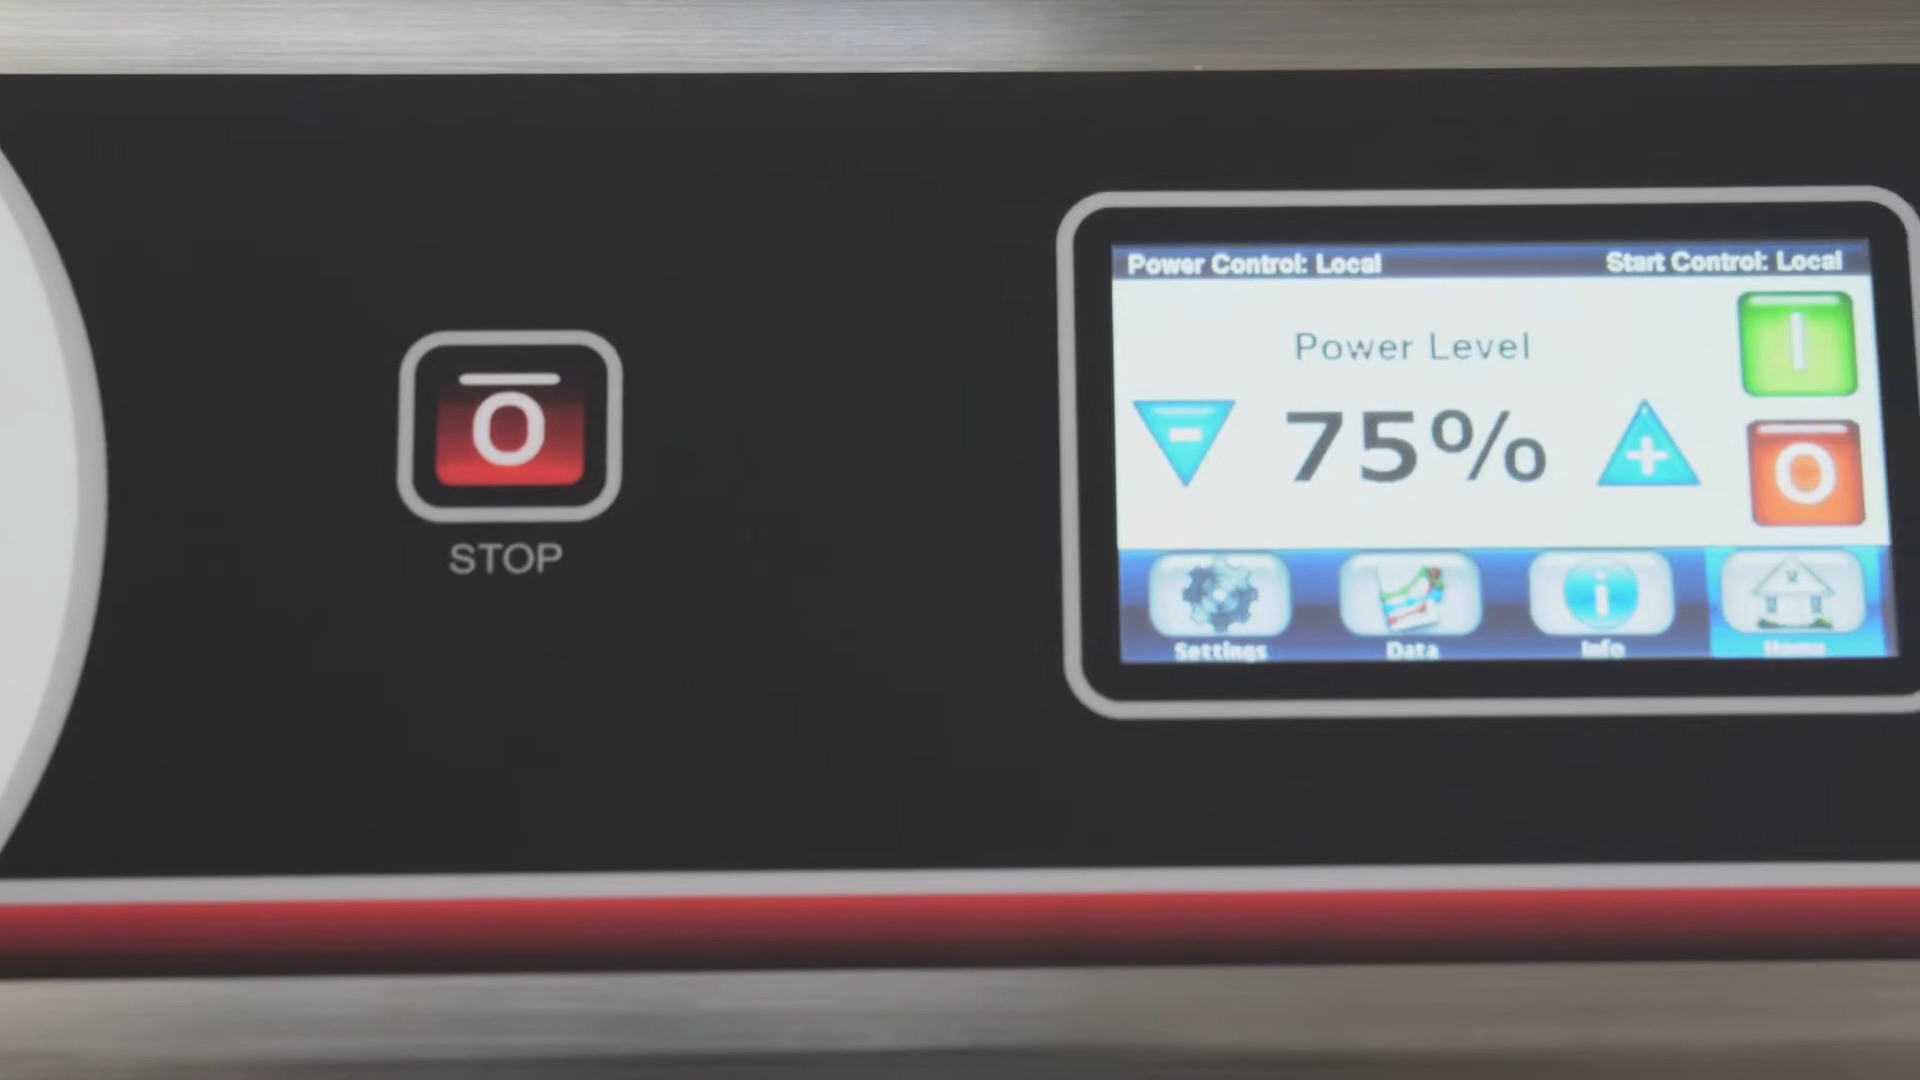 Power Control: Local
Start Control: Local
Power Level
75%
O
O
STOP
Settings
Data
Info
Home